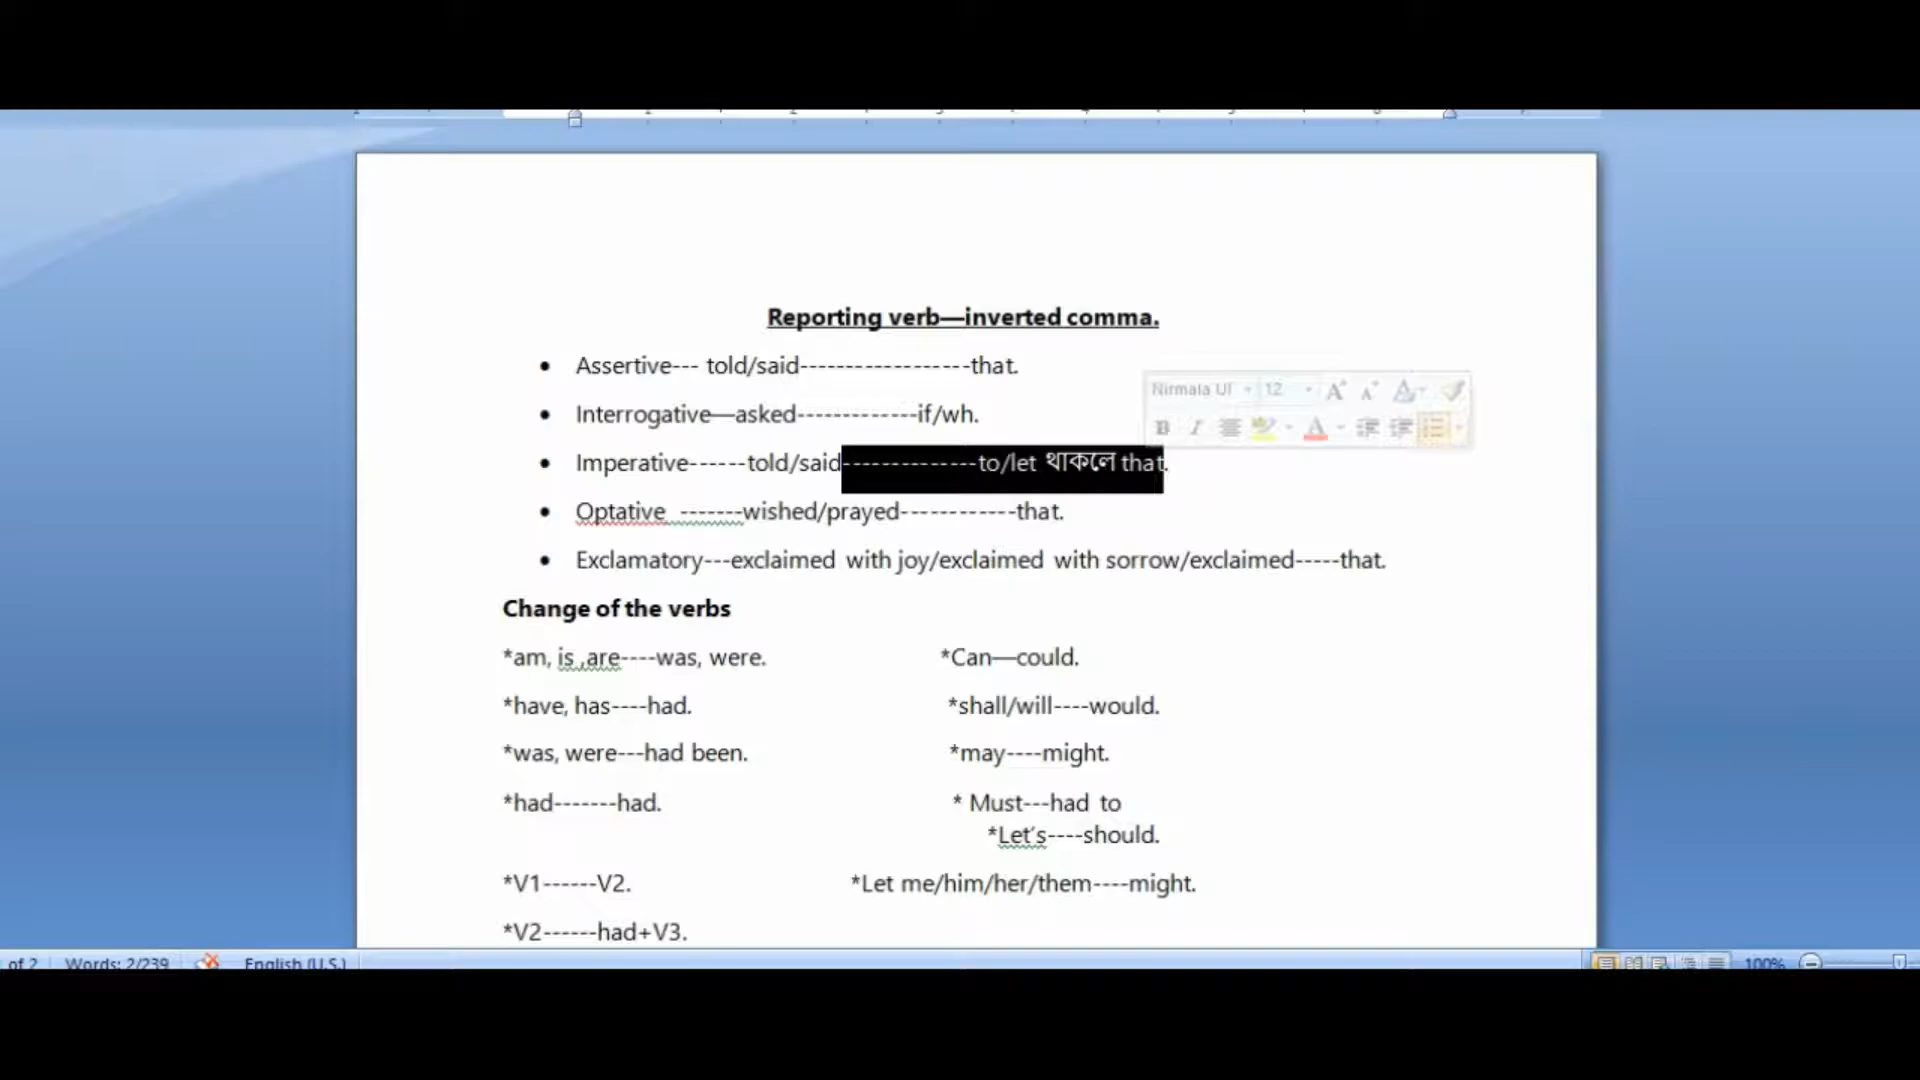 Nirmala UI 12
Reporting verb—inverted comma.
• Assertive--- told/said-------------------that.
• Interrogative—asked-------------if/wh.
• Imperative------told/said---------------to/let থাকলে that.
• Optative -------wished/prayed-------------that.
• Exclamatory---exclaimed with joy/exclaimed with sorrow/exclaimed-----that.
Change of the verbs
*am, is ,are----was, were. *Can—could.
*have, has----had. *shall/will----would.
*was, were---had been. *may----might.
*had-------had. * Must---had to
*Let's----should.
*V1------V2. *Let me/him/her/them----might.
*V2------had+V3.
of 2 Words: 2/239 English (U.S.) 100%